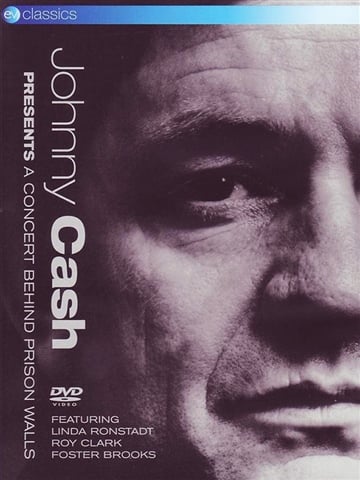 ev classics
Johnny Cash
PRESENTS A CONCERT BEHIND PRISON WALLS
DVD
VIDEO
FEATURING
LINDA RONSTADT
ROY CLARK
FOSTER BROOKS